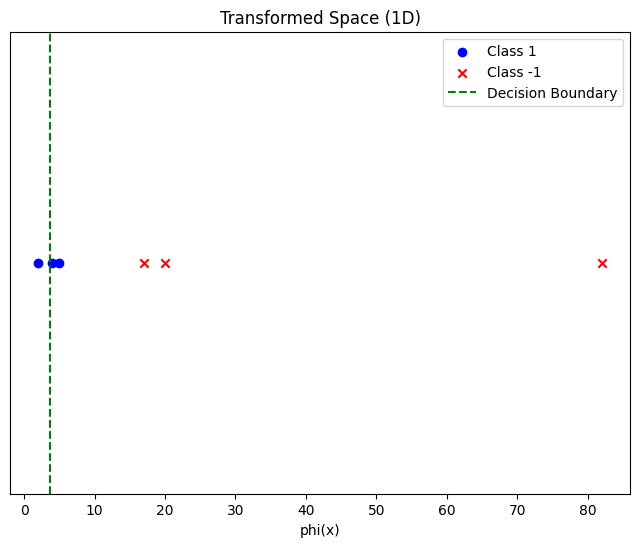 Transformed Space (1D)
Class 1
Class -1
Decision Boundary
0 10 20 30 40 50 60 70 80
phi(x)